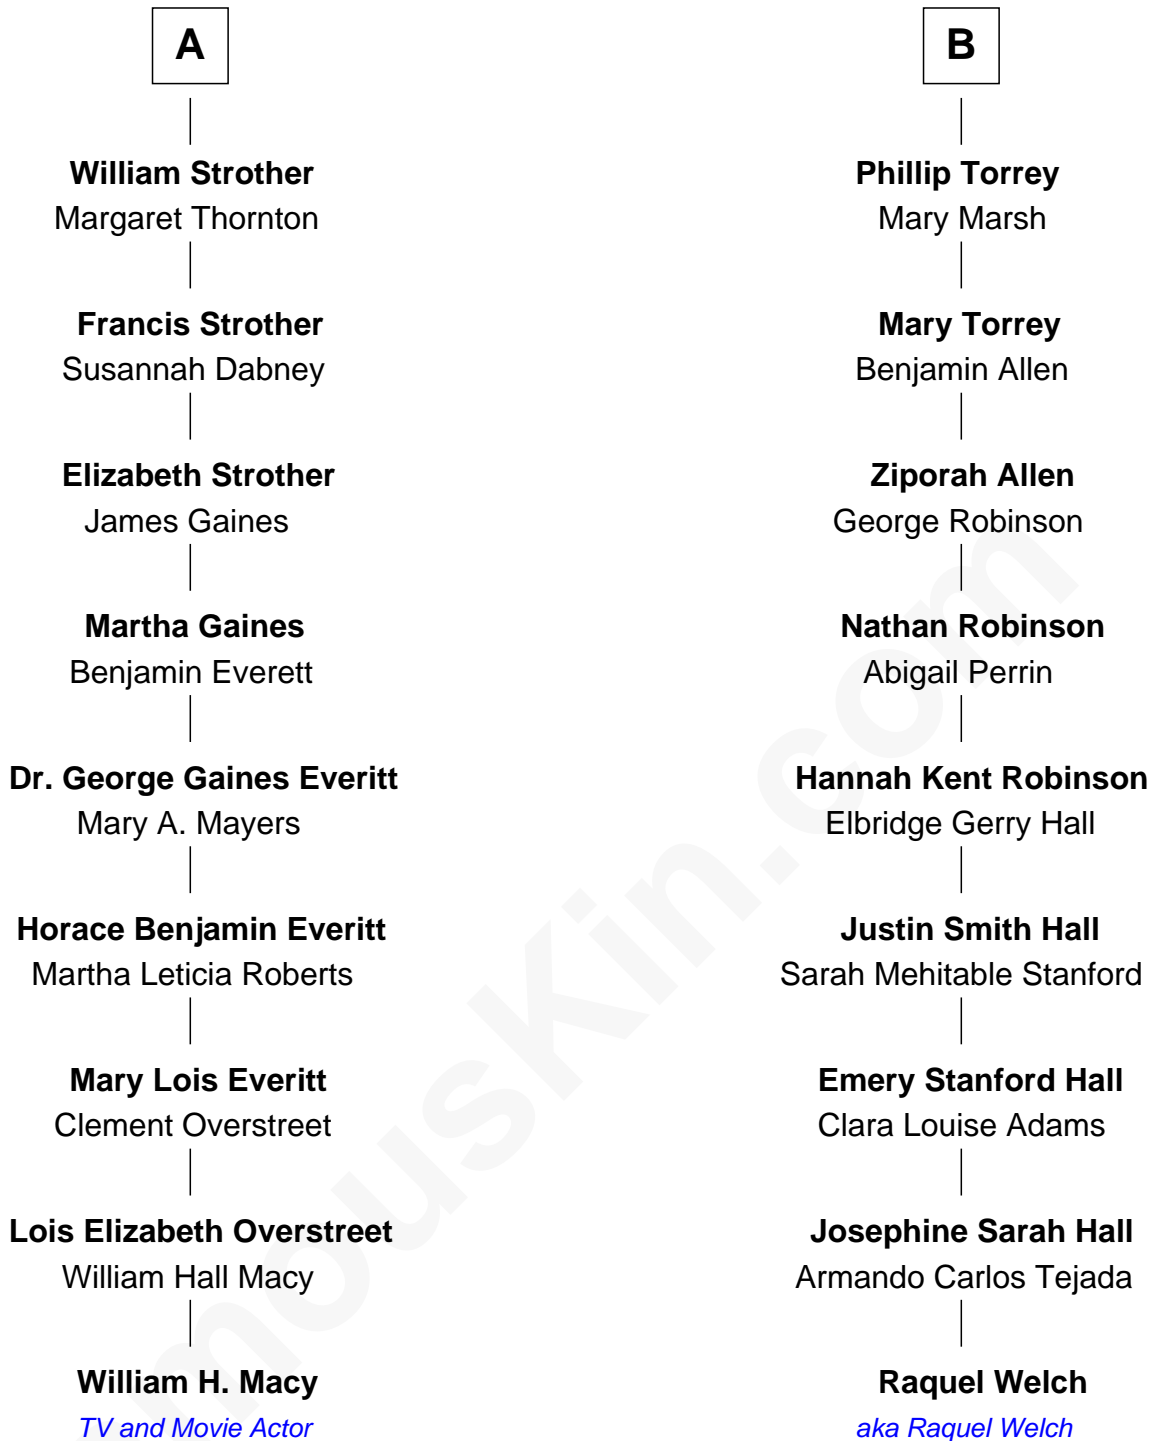 A
William Strother
Margaret Thornton
Francis Strother
Susannah Dabney
Elizabeth Strother
James Gaines
Martha Gaines
Benjamin Everett
Dr. George Gaines Everitt
Mary A. Mayers
Horace Benjamin Everitt
Martha Leticia Roberts
Mary Lois Everitt
Clement Overstreet
Lois Elizabeth Overstreet
William Hall Macy
William H. Macy
TV and Movie Actor
B
Phillip Torrey
Mary Marsh
Mary Torrey
Benjamin Allen
Ziporah Allen
George Robinson
Nathan Robinson
Abigail Perrin
Hannah Kent Robinson
Elbridge Gerry Hall
Justin Smith Hall
Sarah Mehitable Stanford
Emery Stanford Hall
Clara Louise Adams
Josephine Sarah Hall
Armando Carlos Tejada
Raquel Welch
aka Raquel Welch
mousKin.com